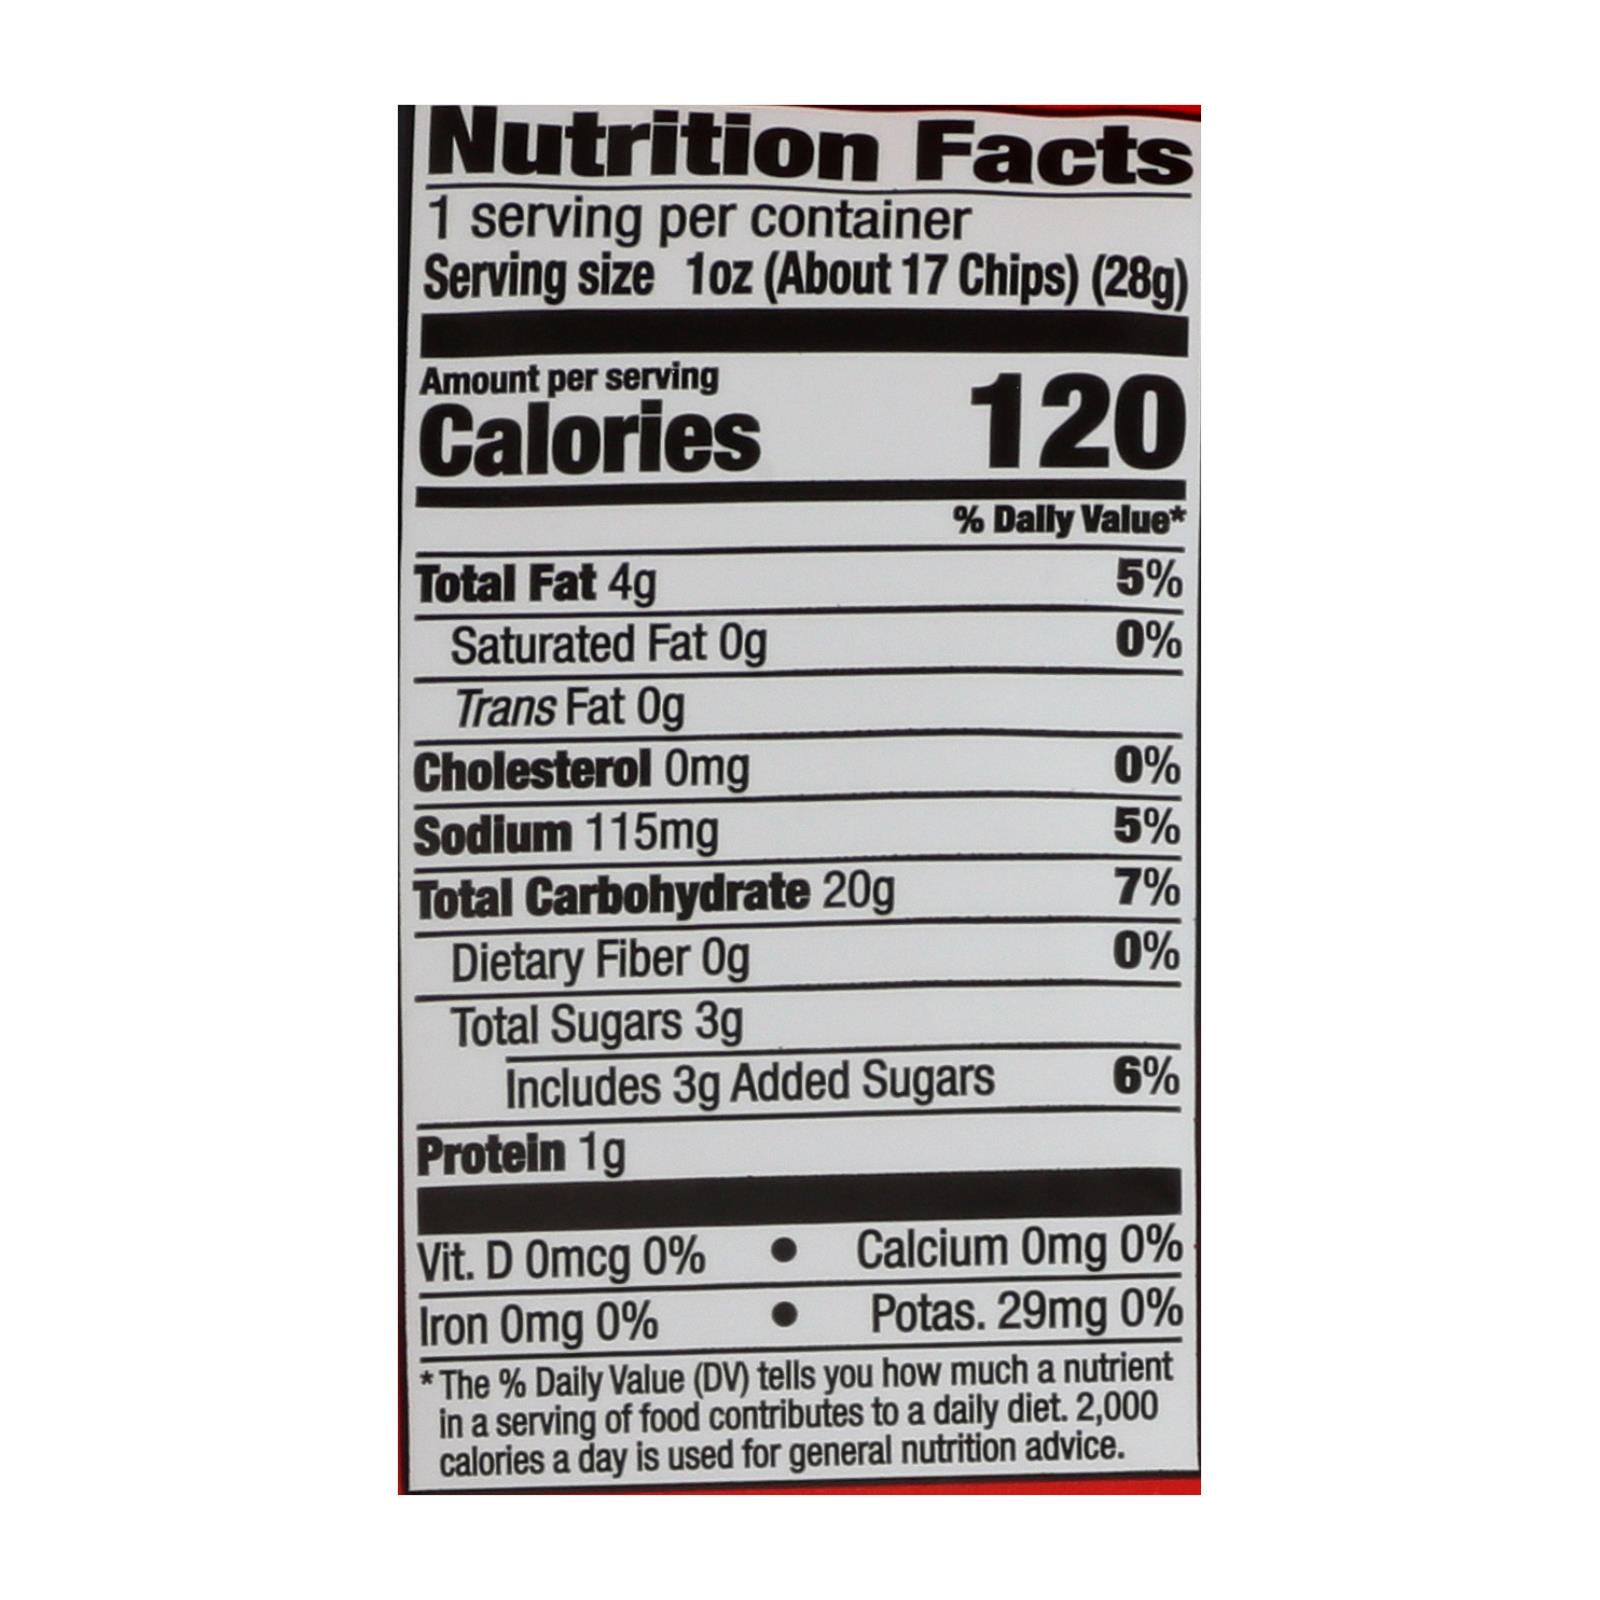 Nutrition Facts
1 serving per container
Serving size 1oz (About 17 Chips) (28g)
Amount per serving
Calories 120
% Daily Value*
Total Fat 4g 5%
Saturated Fat 0g 0%
Trans Fat 0g
Cholesterol 0mg 0%
Sodium 115mg 5%
Total Carbohydrate 20g 7%
Dietary Fiber 0g 0%
Total Sugars 3g
Includes 3g Added Sugars 6%
Protein 1g
Vit. D 0mcg 0% • Calcium 0mg 0%
Iron 0mg 0% • Potas. 29mg 0%
* The % Daily Value (DV) tells you how much a nutrient
in a serving of food contributes to a daily diet. 2,000
calories a day is used for general nutrition advice.